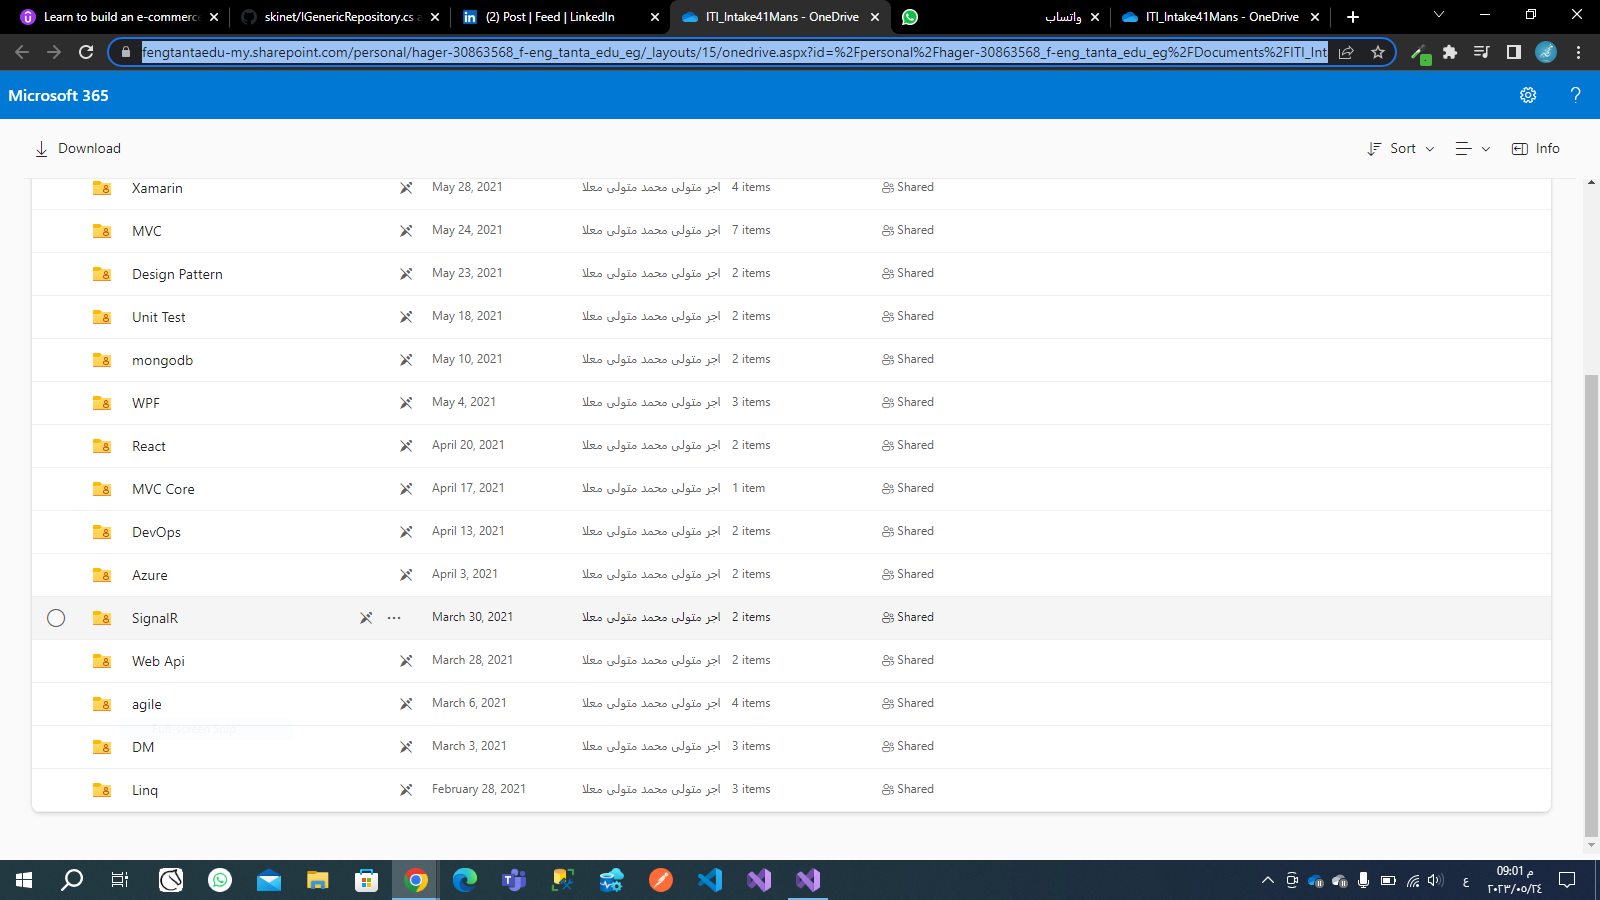 Learn to build an e-commerce
skinet/IGenericRepository.cs a
(2) Post | Feed | LinkedIn
ITI_Intake41Mans - OneDrive
واتساب
ITI_Intake41Mans - OneDrive
fengtantaedu-my.sharepoint.com/personal/hager-30863568_f-eng_tanta_edu_eg/_layouts/15/onedrive.aspx?id=%2Fpersonal%2Fhager-30863568_f-eng_tanta_edu_eg%2FDocuments%2FITI_Int
Microsoft 365
Download Sort Info
Xamarin May 28, 2021 اجر متولى محمد متولى معلا 4 items Shared
MVC May 24, 2021 اجر متولى محمد متولى معلا 7 items Shared
Design Pattern May 23, 2021 اجر متولى محمد متولى معلا 2 items Shared
Unit Test May 18, 2021 اجر متولى محمد متولى معلا 2 items Shared
mongodb May 10, 2021 اجر متولى محمد متولى معلا 2 items Shared
WPF May 4, 2021 اجر متولى محمد متولى معلا 3 items Shared
React April 20, 2021 اجر متولى محمد متولى معلا 2 items Shared
MVC Core April 17, 2021 اجر متولى محمد متولى معلا 1 item Shared
DevOps April 13, 2021 اجر متولى محمد متولى معلا 2 items Shared
Azure April 3, 2021 اجر متولى محمد متولى معلا 2 items Shared
SignalR March 30, 2021 اجر متولى محمد متولى معلا 2 items Shared
Web Api March 28, 2021 اجر متولى محمد متولى معلا 2 items Shared
agile March 6, 2021 اجر متولى محمد متولى معلا 4 items Shared
DM March 3, 2021 اجر متولى محمد متولى معلا 3 items Shared
Linq February 28, 2021 اجر متولى محمد متولى معلا 3 items Shared
ع
09:01 م
٢٠٢٣/٠٥/٢٤